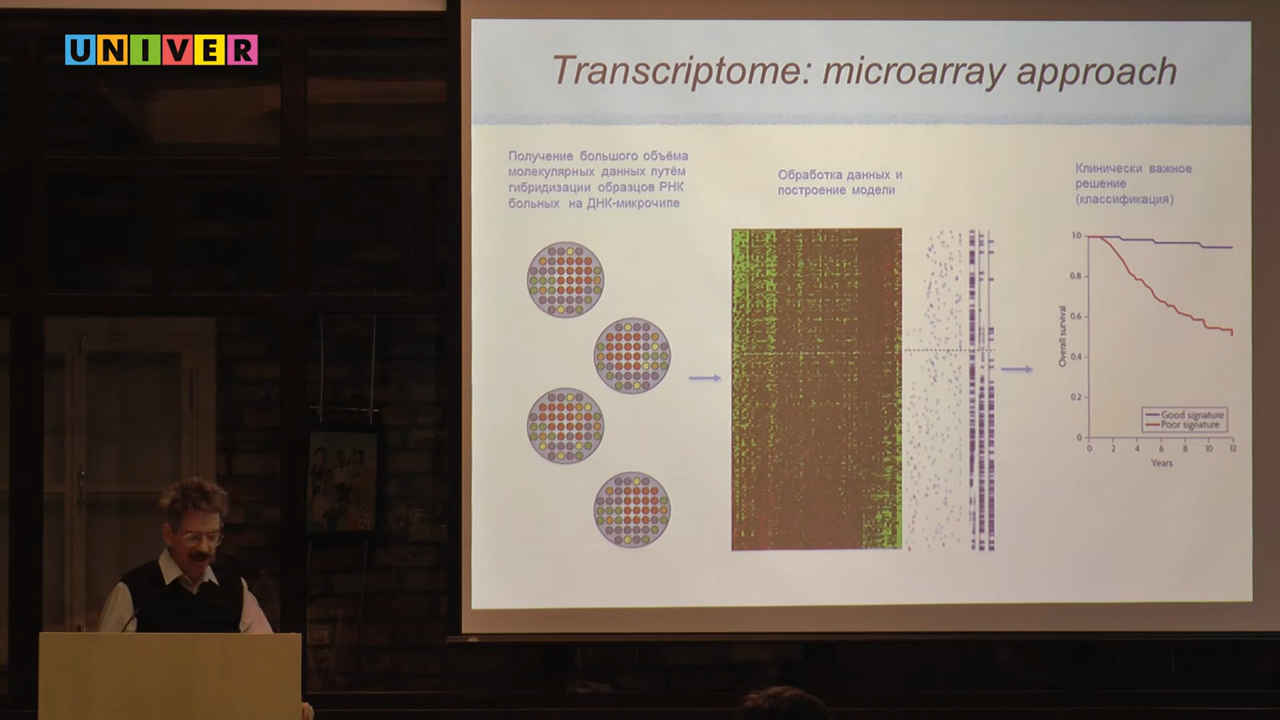 UNIVER
Transcriptome: microarray approach
Получение большого объёма
молекулярных данных путём
гибридизации образцов РНК
больных на ДНК-микрочипе
Обработка данных и
построение модели
Клинически важное
решение
(классификация)
1.0
0.8
0.6
0.4
0.2
0
Overall survival
Good signature
Poor signature
0 2 4 6 8 10 12
Years